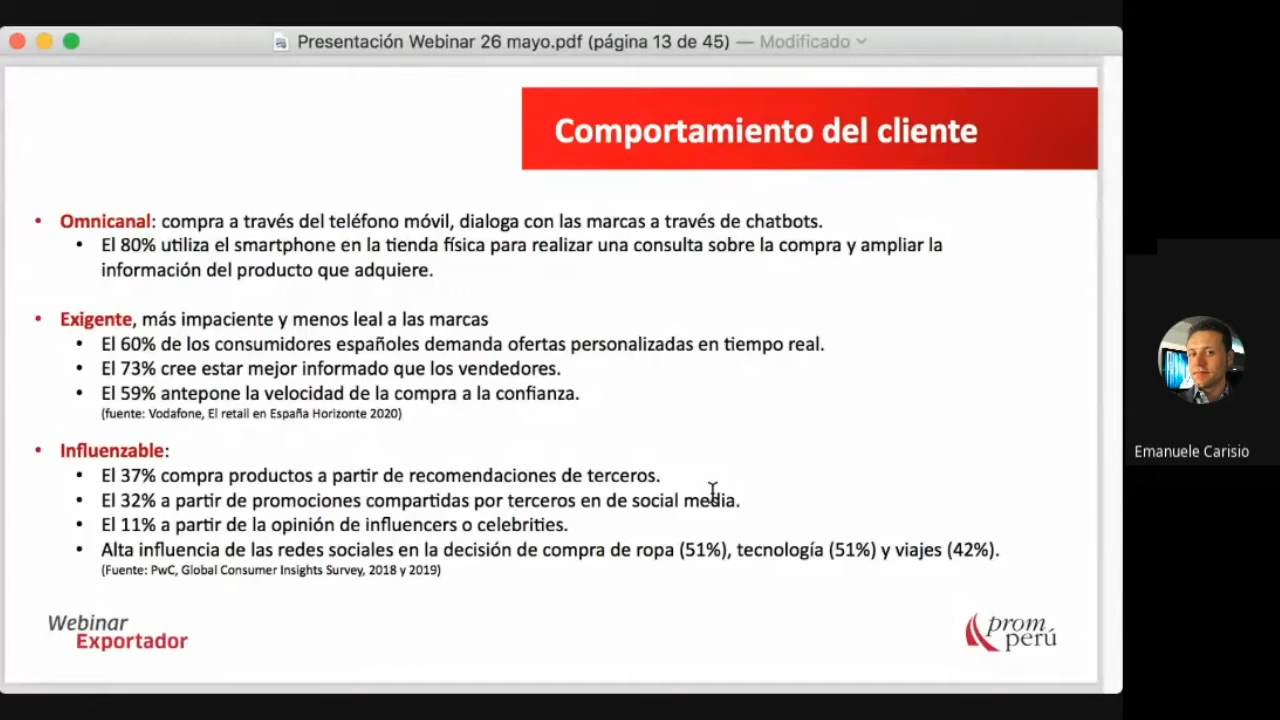 Presentación Webinar 26 mayo.pdf (página 13 de 45) — Modificado
Comportamiento del cliente
• Omnicanal: compra a través del teléfono móvil, dialoga con las marcas a través de chatbots.
• El 80% utiliza el smartphone en la tienda física para realizar una consulta sobre la compra y ampliar la
información del producto que adquiere.
• Exigente, más impaciente y menos leal a las marcas
• El 60% de los consumidores españoles demanda ofertas personalizadas en tiempo real.
• El 73% cree estar mejor informado que los vendedores.
• El 59% antepone la velocidad de la compra a la confianza.
(fuente: Vodafone, El retail en España Horizonte 2020)
• Influenzable:
• El 37% compra productos a partir de recomendaciones de terceros.
• El 32% a partir de promociones compartidas por terceros en de social media.
• El 11% a partir de la opinión de influencers o celebrities.
• Alta influencia de las redes sociales en la decisión de compra de ropa (51%), tecnología (51%) y viajes (42%).
(Fuente: PwC, Global Consumer Insights Survey, 2018 y 2019)
Webinar
Exportador
prom
perú
Emanuele Carisio